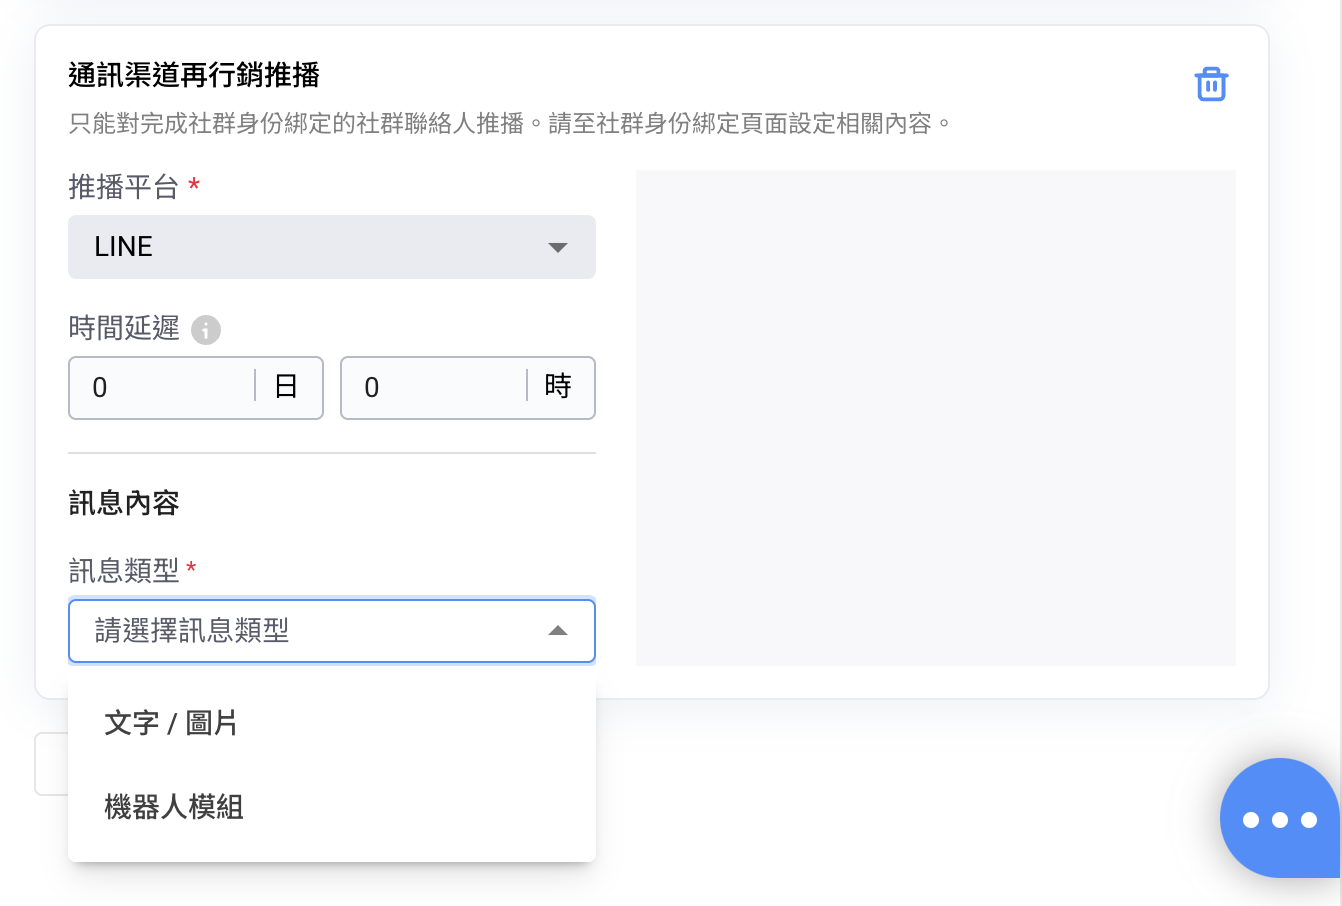 通訊渠道再行銷推播
只能對完成社群身份綁定的社群聯絡人推播。請至社群身份綁定頁面設定相關內容。
推播平台 *
LINE
時間延遲
0 日 0 時
訊息內容
訊息類型 *
請選擇訊息類型
文字 / 圖片
機器人模組